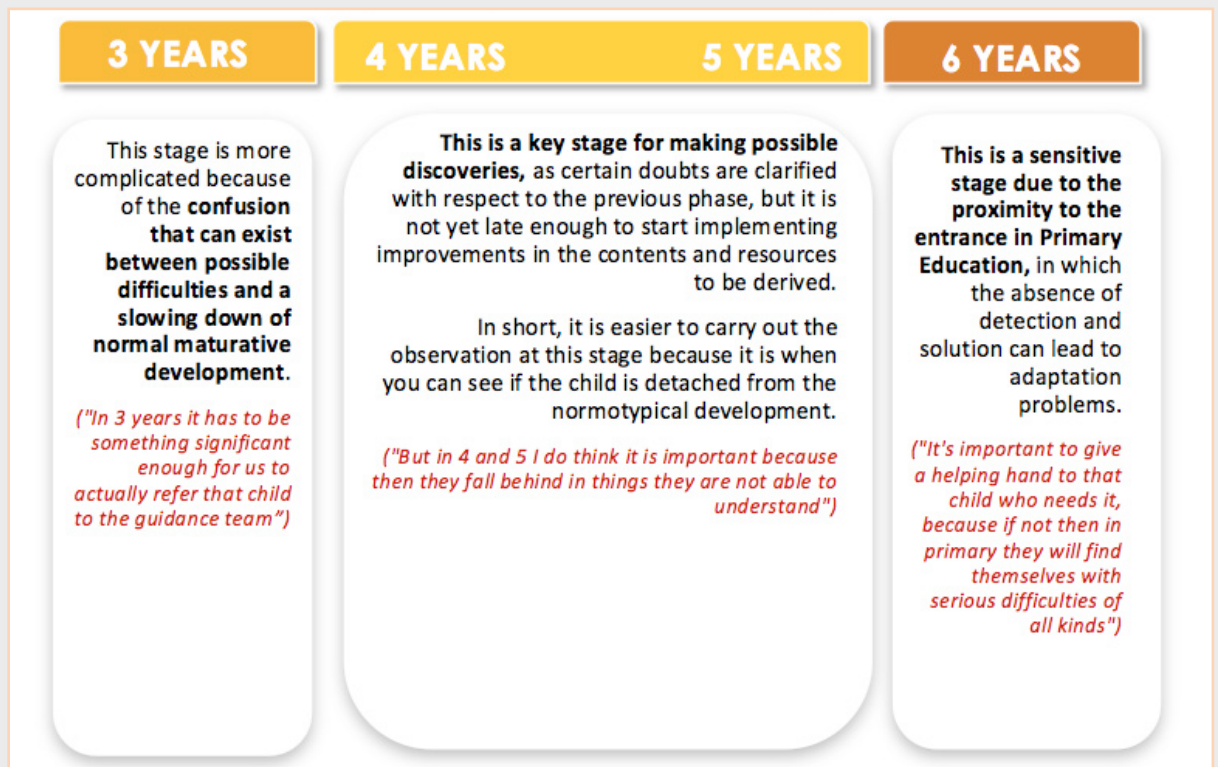 3 YEARS
4 YEARS
5 YEARS
6 YEARS
This stage is more
complicated because
of the confusion
that can exist
between possible
difficulties and a
slowing down of
normal maturative
development.
("In 3 years it has to be
something significant
enough for us to
actually refer that child
to the guidance team”)
This is a key stage for making possible
discoveries, as certain doubts are clarified
with respect to the previous phase, but it is
not yet late enough to start implementing
improvements in the contents and resources
to be derived.
In short, it is easier to carry out the
observation at this stage because it is when
you can see if the child is detached from the
normotypical development.
("But in 4 and 5 I do think it is important because
then they fall behind in things they are not able to
understand")
This is a sensitive
stage due to the
proximity to the
entrance in Primary
Education, in which
the absence of
detection and
solution can lead to
adaptation
problems.
("It's important to give
a helping hand to that
child who needs it,
because if not then in
primary they will find
themselves with
serious difficulties of
all kinds")